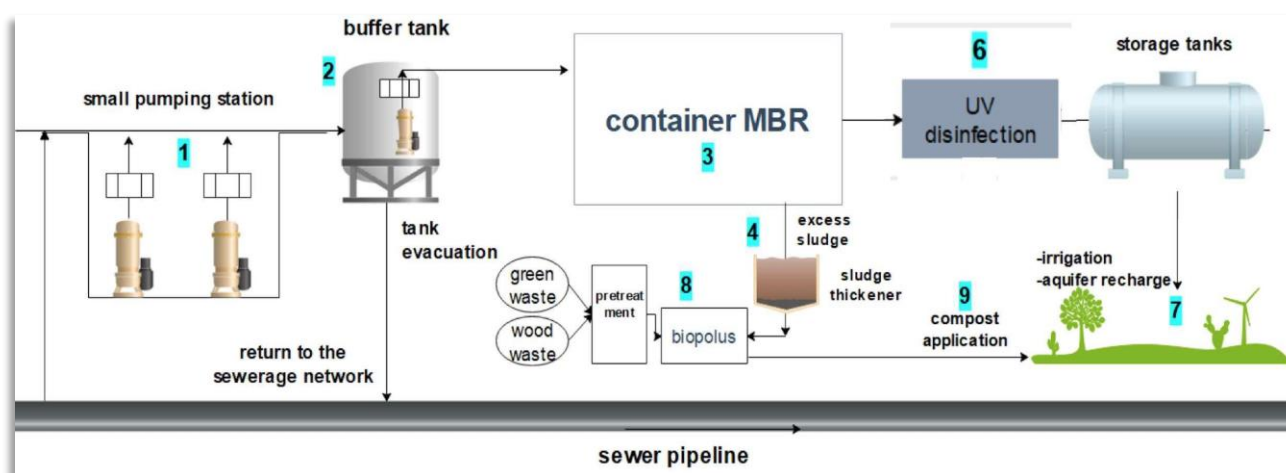 buffer tank
2
small pumping station
1
container MBR
3
6
UV
disinfection
storage tanks
tank
evacuation
4
excess
sludge
sludge
thickener
green
waste
wood
waste
pretreat
ment
8
biopolus
9
compost
application
-irrigation
-aquifer recharge
7
return to the
sewerage network
sewer pipeline